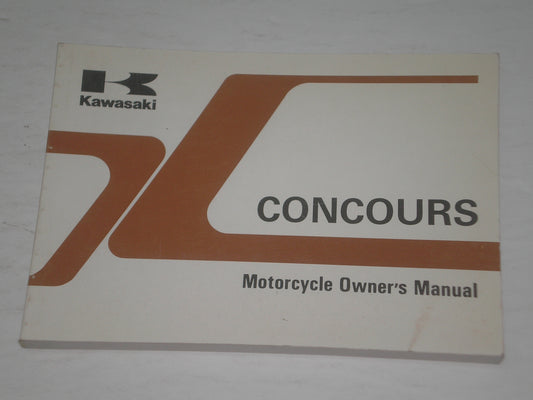 Kawasaki
CONCOURS
Motorcycle Owner's Manual